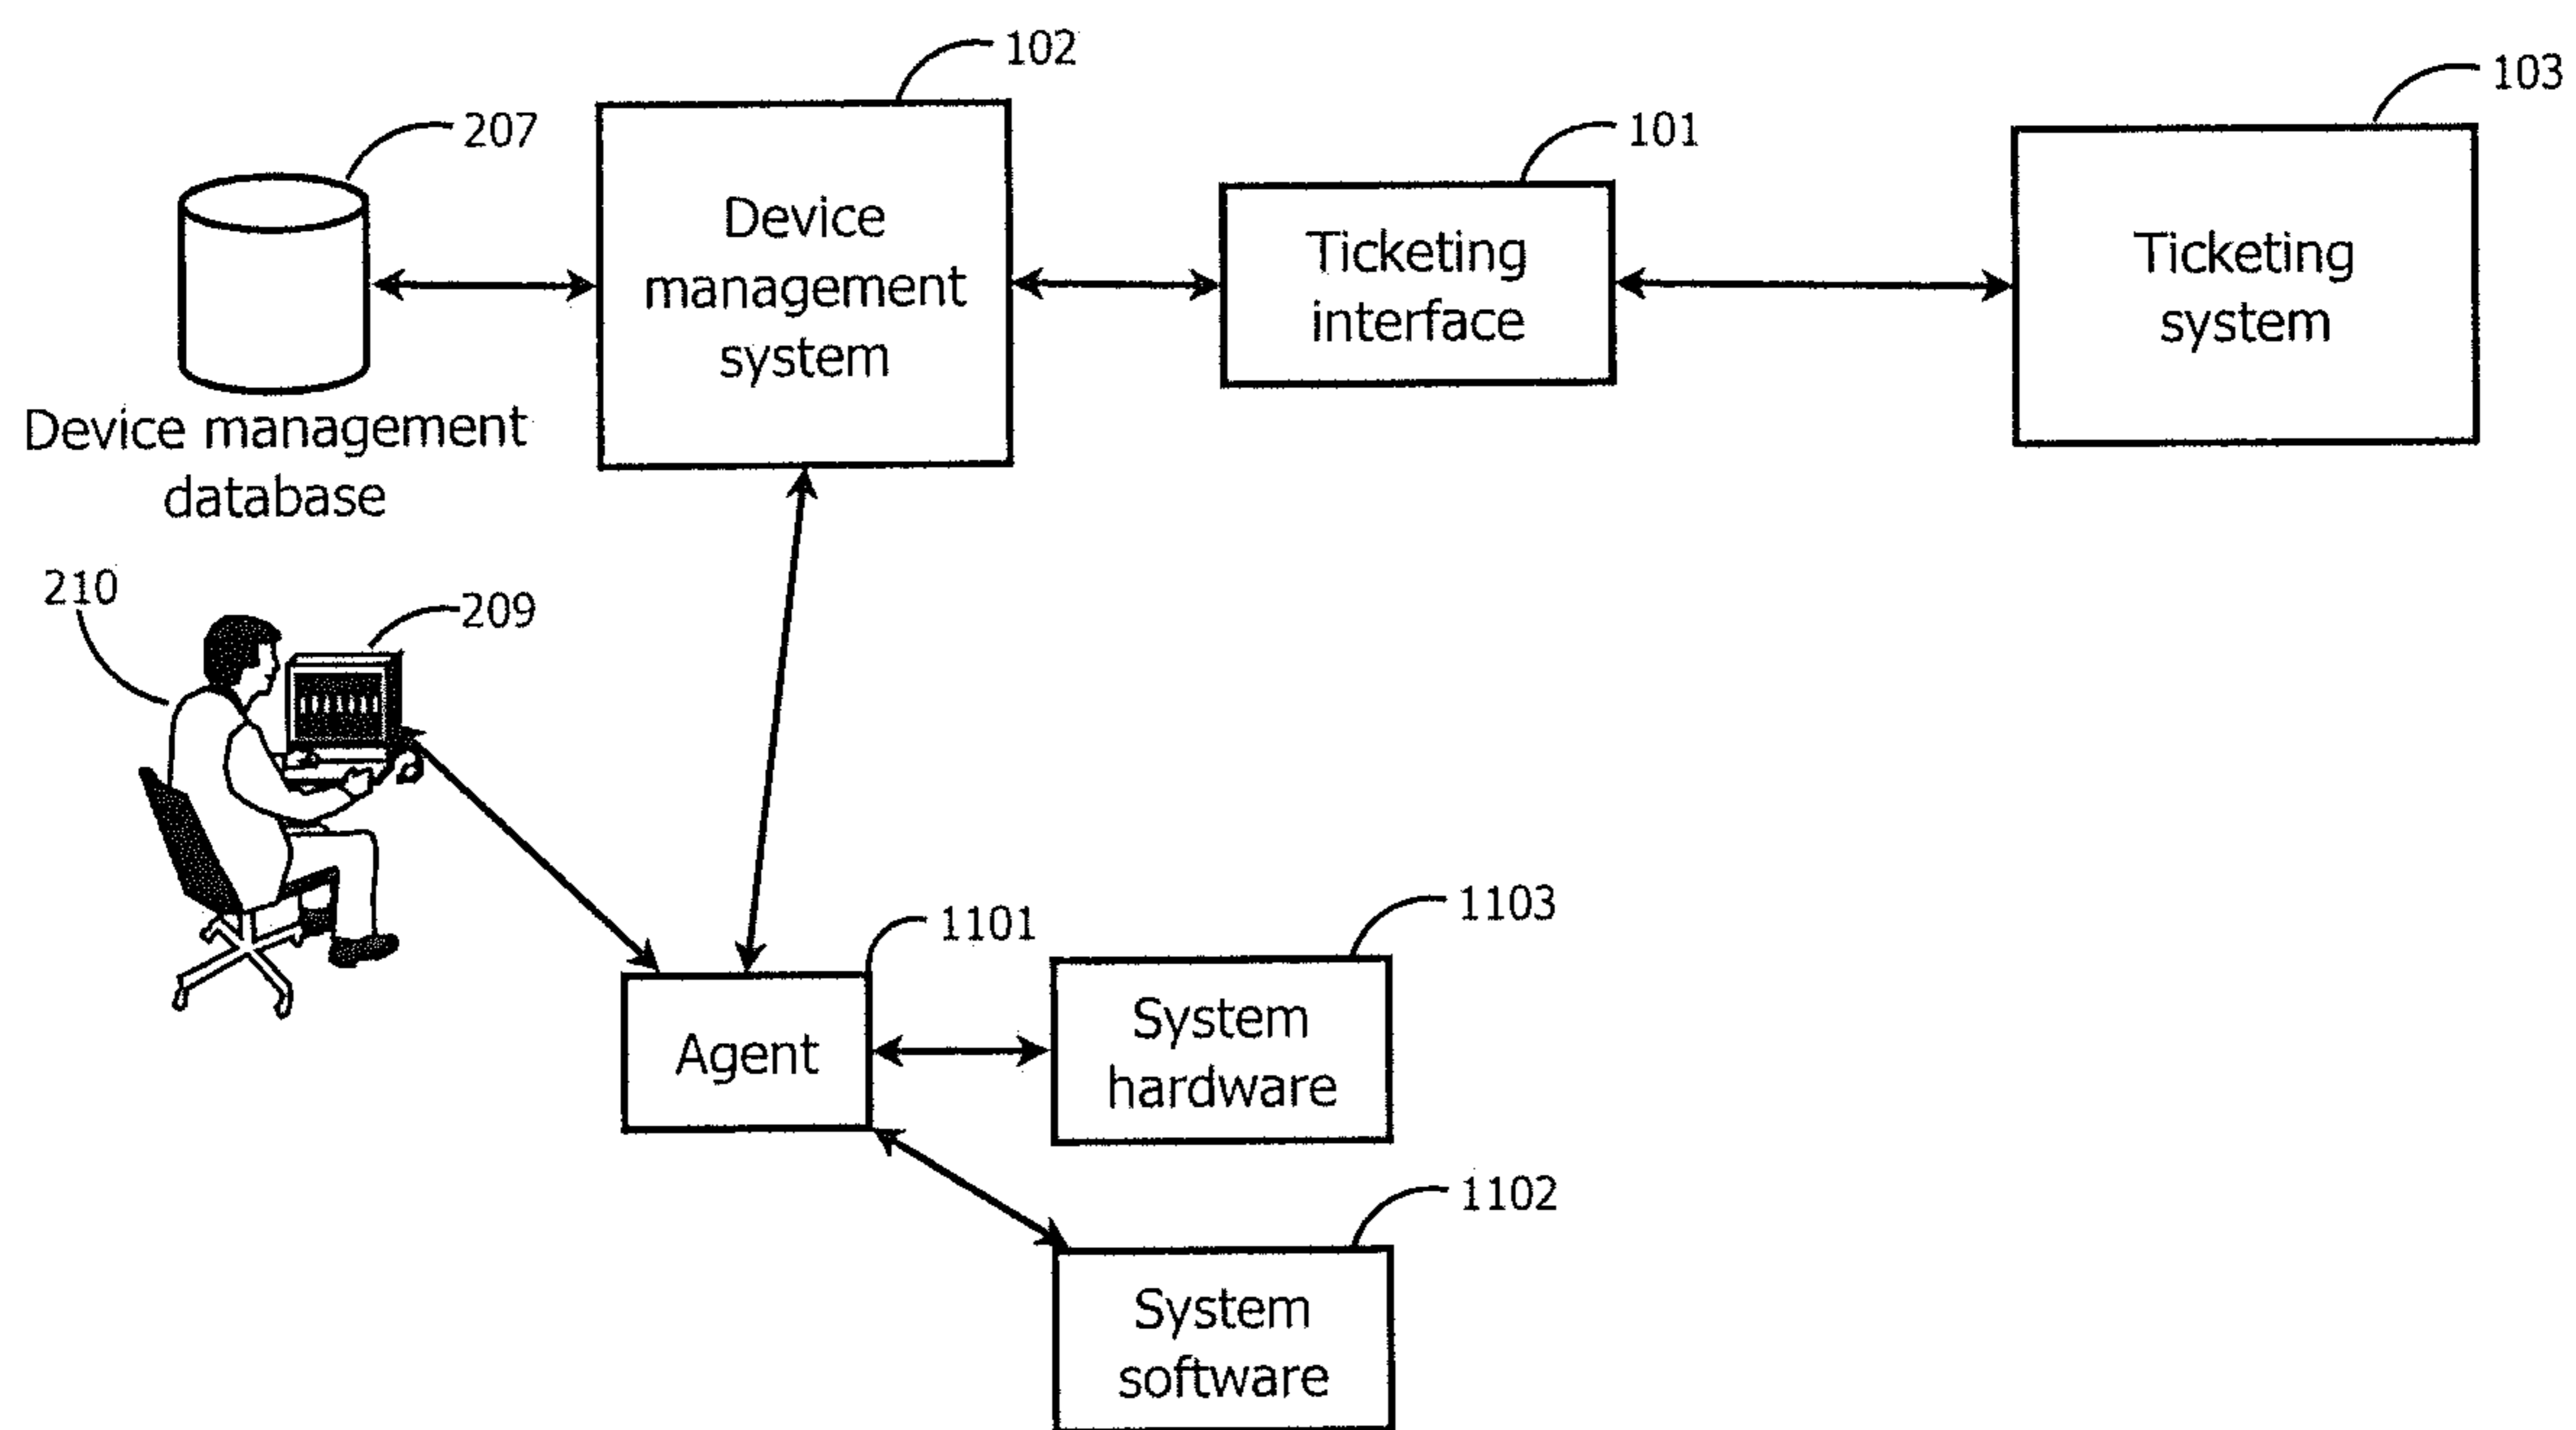 102
103
207
101
Device
management
system
Ticketing
interface
Ticketing
system
Device management
database
210
209
1101
1103
Agent
System
hardware
1102
System
software